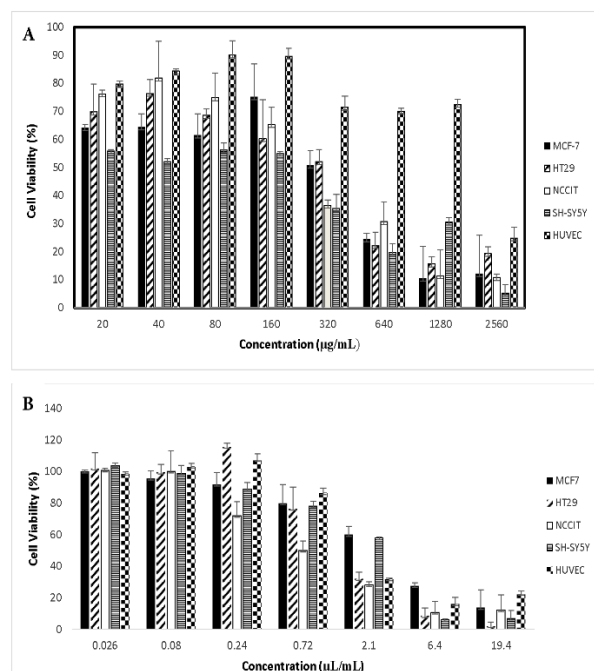 A
100
90
80
70
60
50
40
30
20
10
0
Cell Viability (%)
20 40 80 160 320 640 1280 2560
Concentration (µg/mL)
MCF-7
HT29
NCCIT
SH-SY5Y
HUVEC
B
140
120
100
80
60
40
20
0
Cell Viability (%)
0.026 0.08 0.24 0.72 2.1 6.4 19.4
Concentration (µL/mL)
MCF7
HT29
NCCIT
SH-SY5Y
HUVEC